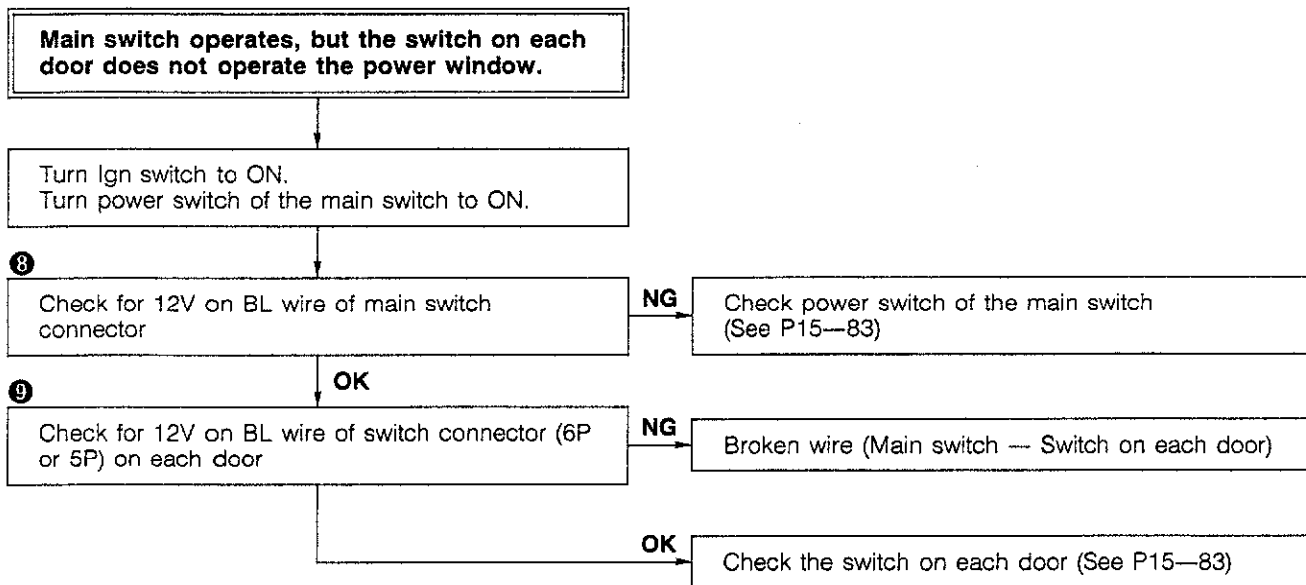 Main switch operates, but the switch on each
door does not operate the power window.
Turn Ign switch to ON.
Turn power switch of the main switch to ON.
❽
Check for 12V on BL wire of main switch
connector
NG
Check power switch of the main switch
(See P15—83)
OK
❾
Check for 12V on BL wire of switch connector (6P
or 5P) on each door
NG
Broken wire (Main switch — Switch on each door)
OK
Check the switch on each door (See P15—83)